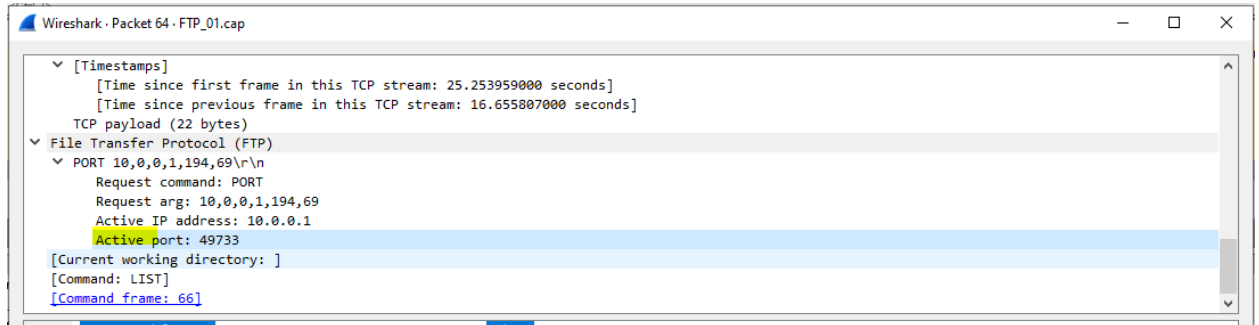 Wireshark · Packet 64 · FTP_01.cap
[Timestamps]
[Time since first frame in this TCP stream: 25.253959000 seconds]
[Time since previous frame in this TCP stream: 16.655807000 seconds]
TCP payload (22 bytes)
File Transfer Protocol (FTP)
PORT 10,0,0,1,194,69\r\n
Request command: PORT
Request arg: 10,0,0,1,194,69
Active IP address: 10.0.0.1
Active port: 49733
[Current working directory: ]
[Command: LIST]
[Command frame: 66]